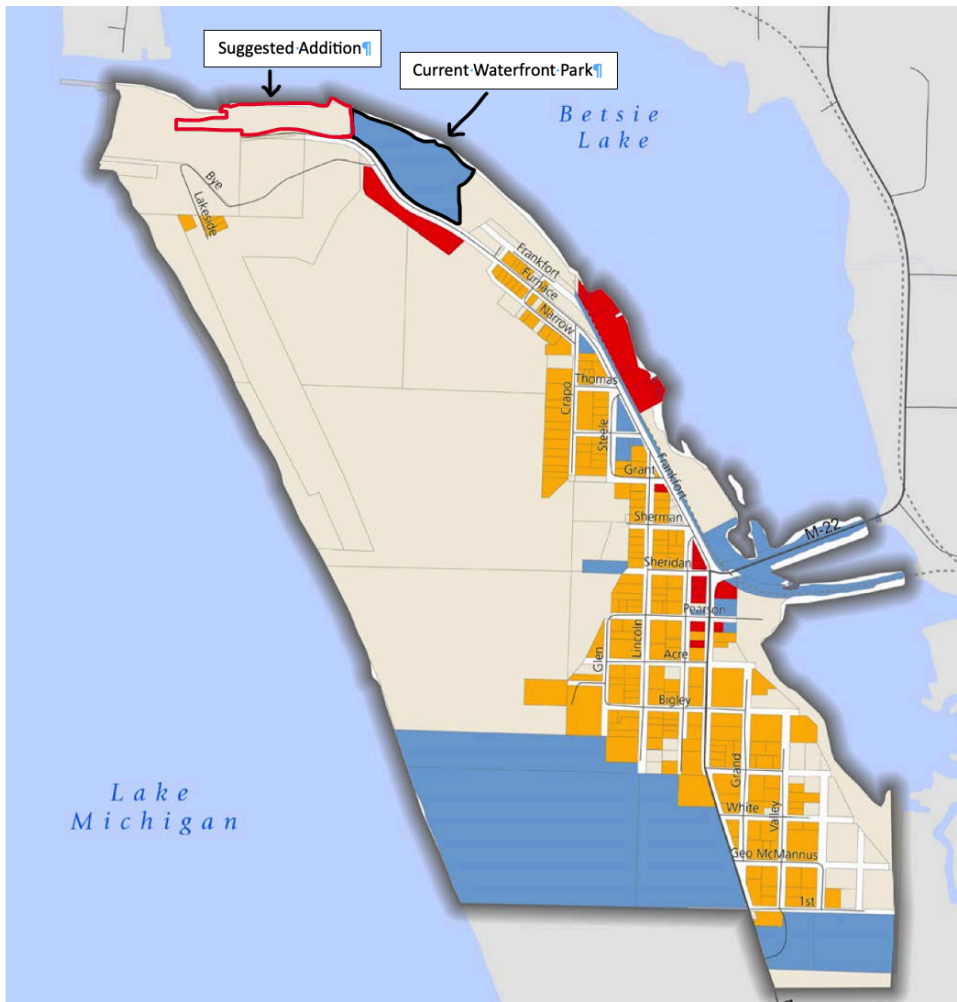 Suggested·Addition¶
Current·Waterfront·Park¶
Betsie
Lake
Bye
Lakeside
Frankfort
Furnace
Narrow
Thomas
Crapo
Steele
Frankfort
Grant
Sherman
M-22
Sheridan
Pearson
Lincoln
Glen
Acre
Bigley
Grand
Lake
Michigan
White
Valley
Geo McMannus
1st